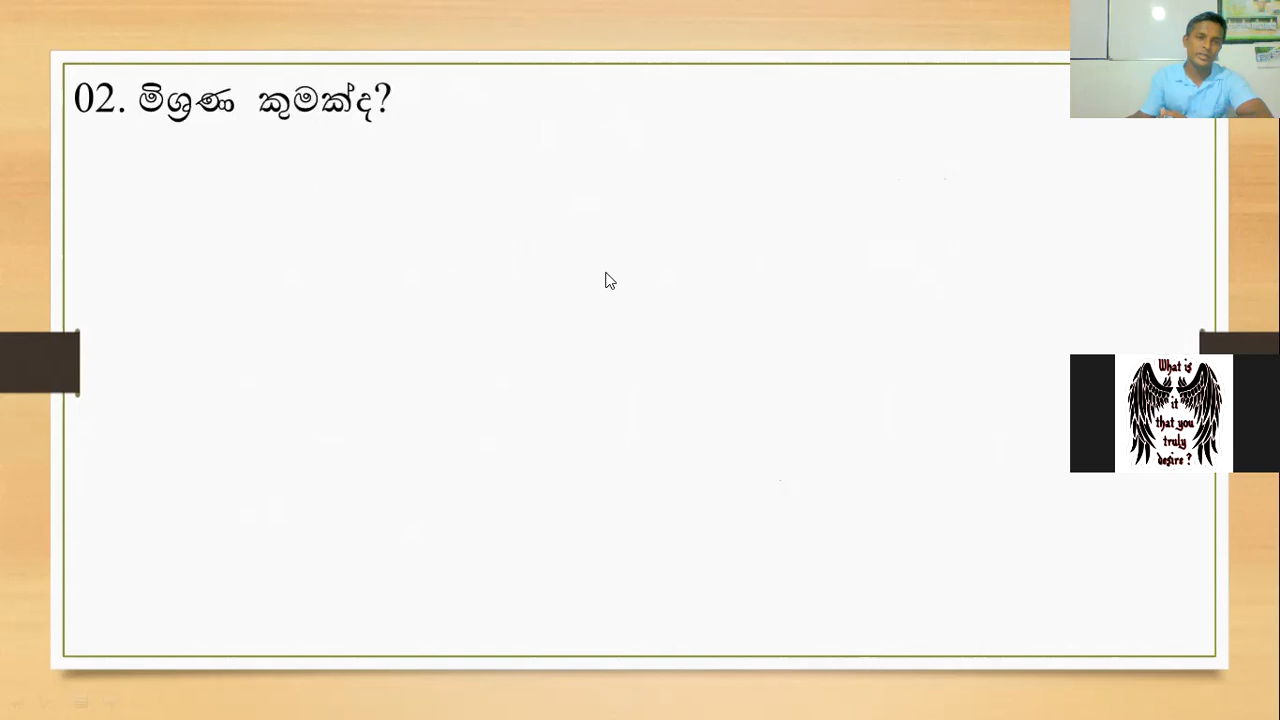 02. මිශ්‍රණ කුමක්ද?
What is
it
that you
truly
desire ?